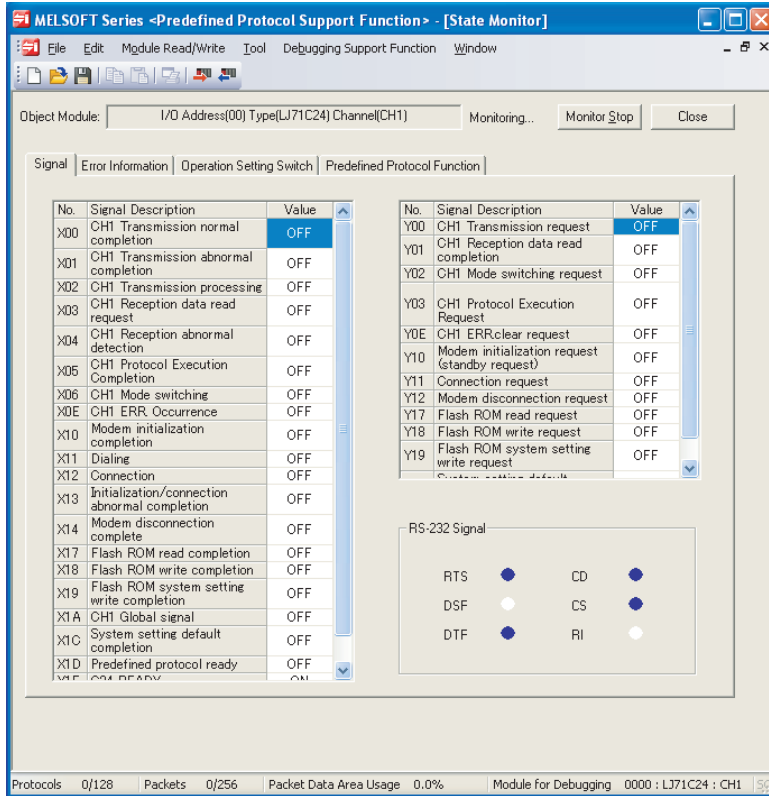 MELSOFT Series <Predefined Protocol Support Function> - [State Monitor]
File Edit Module Read/Write Tool Debugging Support Function Window
Object Module: I/O Address(00) Type(LJ71C24) Channel(CH1) Monitoring... Monitor Stop Close
Signal Error Information Operation Setting Switch Predefined Protocol Function
No. Signal Description Value
X00 CH1 Transmission normal completion OFF
X01 CH1 Transmission abnormal completion OFF
X02 CH1 Transmission processing OFF
X03 CH1 Reception data read request OFF
X04 CH1 Reception abnormal detection OFF
X05 CH1 Protocol Execution Completion OFF
X06 CH1 Mode switching OFF
X0E CH1 ERR. Occurrence OFF
X10 Modem initialization completion OFF
X11 Dialing OFF
X12 Connection OFF
X13 Initialization/connection abnormal completion OFF
X14 Modem disconnection complete OFF
X17 Flash ROM read completion OFF
X18 Flash ROM write completion OFF
X19 Flash ROM system setting write completion OFF
X1A CH1 Global signal OFF
X1C System setting default completion OFF
X1D Predefined protocol ready OFF
X1E C24 READY ON
No. Signal Description Value
Y00 CH1 Transmission request OFF
Y01 CH1 Reception data read completion OFF
Y02 CH1 Mode switching request OFF
Y03 CH1 Protocol Execution Request OFF
Y0E CH1 ERR.clear request OFF
Y10 Modem initialization request (standby request) OFF
Y11 Connection request OFF
Y12 Modem disconnection request OFF
Y17 Flash ROM read request OFF
Y18 Flash ROM write request OFF
Y19 Flash ROM system setting write request OFF
System setting default
RS-232 Signal
RTS CD
DSF CS
DTF RI
Protocols 0/128 Packets 0/256 Packet Data Area Usage 0.0% Module for Debugging 0000 : LJ71C24 : CH1